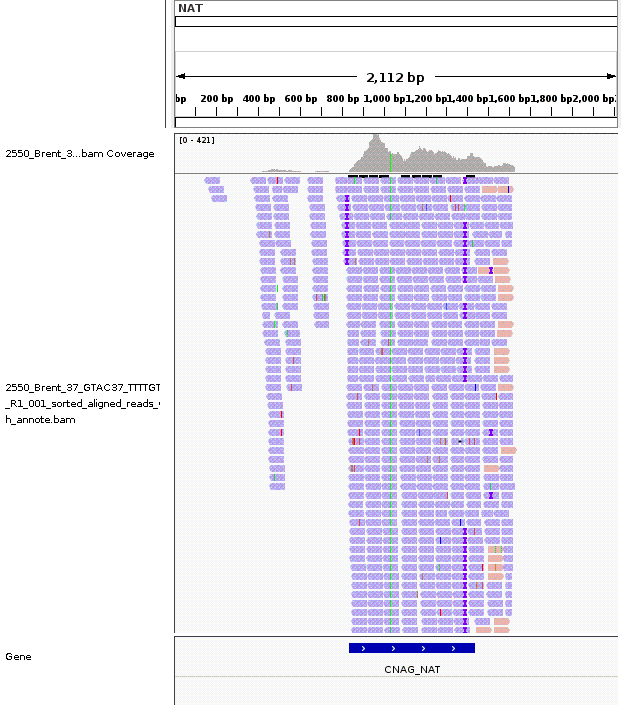 NAT
2,112 bp
bp 200 bp 400 bp 600 bp 800 bp 1,000 bp 1,200 bp 1,400 bp 1,600 bp 1,800 bp 2,000 bp
[0 - 421]
2550_Brent_3...bam Coverage
2550_Brent_37_GTAC37_TTTTGT
_R1_001_sorted_aligned_reads_
h_annote.bam
Gene
CNAG_NAT